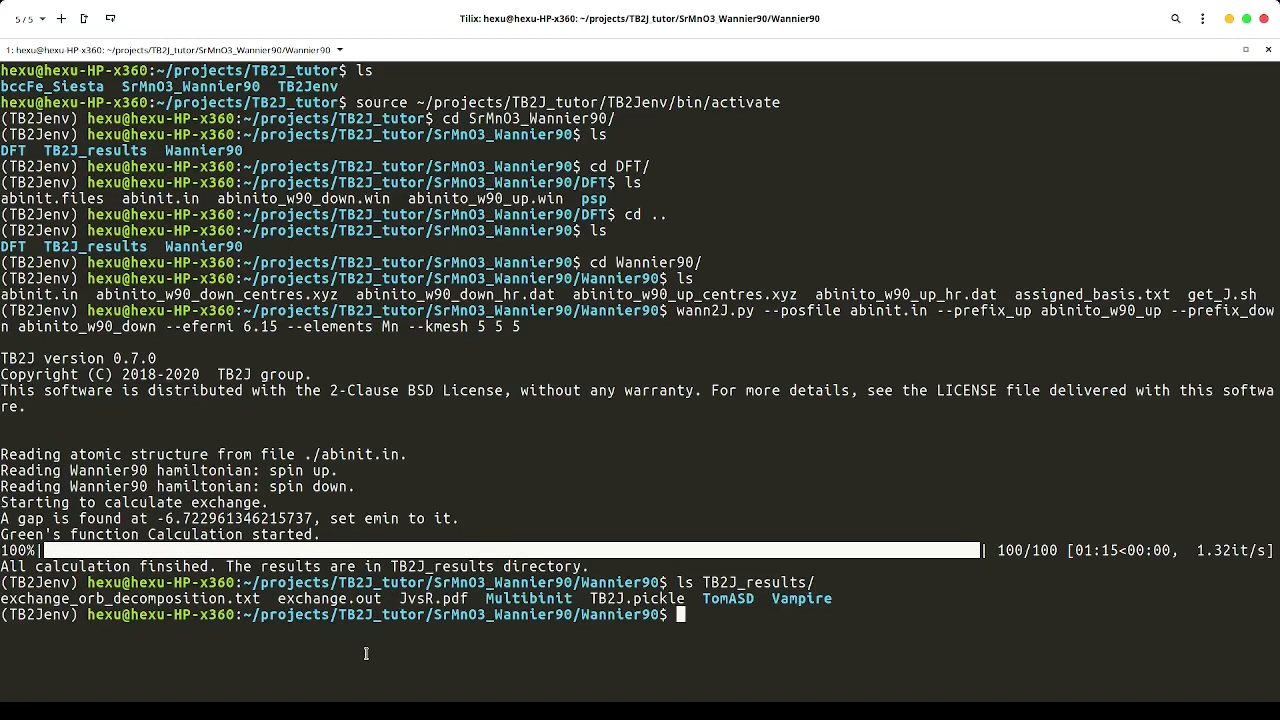 5 / 5
Tilix: hexu@hexu-HP-x360: ~/projects/TB2J_tutor/SrMnO3_Wannier90/Wannier90
1: hexu@hexu-HP-x360: ~/projects/TB2J_tutor/SrMnO3_Wannier90/Wannier90
hexu@hexu-HP-x360:~/projects/TB2J_tutor$ ls
bccFe_Siesta  SrMnO3_Wannier90  TB2Jenv
hexu@hexu-HP-x360:~/projects/TB2J_tutor$ source ~/projects/TB2J_tutor/TB2Jenv/bin/activate
(TB2Jenv) hexu@hexu-HP-x360:~/projects/TB2J_tutor$ cd SrMnO3_Wannier90/
(TB2Jenv) hexu@hexu-HP-x360:~/projects/TB2J_tutor/SrMnO3_Wannier90$ ls
DFT  TB2J_results  Wannier90
(TB2Jenv) hexu@hexu-HP-x360:~/projects/TB2J_tutor/SrMnO3_Wannier90$ cd DFT/
(TB2Jenv) hexu@hexu-HP-x360:~/projects/TB2J_tutor/SrMnO3_Wannier90/DFT$ ls
abinit.files  abinit.in  abinito_w90_down.win  abinito_w90_up.win  psp
(TB2Jenv) hexu@hexu-HP-x360:~/projects/TB2J_tutor/SrMnO3_Wannier90/DFT$ cd ..
(TB2Jenv) hexu@hexu-HP-x360:~/projects/TB2J_tutor/SrMnO3_Wannier90$ ls
DFT  TB2J_results  Wannier90
(TB2Jenv) hexu@hexu-HP-x360:~/projects/TB2J_tutor/SrMnO3_Wannier90$ cd Wannier90/
(TB2Jenv) hexu@hexu-HP-x360:~/projects/TB2J_tutor/SrMnO3_Wannier90/Wannier90$ ls
abinit.in  abinito_w90_down_centres.xyz  abinito_w90_down_hr.dat  abinito_w90_up_centres.xyz  abinito_w90_up_hr.dat  assigned_basis.txt  get_J.sh
(TB2Jenv) hexu@hexu-HP-x360:~/projects/TB2J_tutor/SrMnO3_Wannier90/Wannier90$ wann2J.py --posfile abinit.in --prefix_up abinito_w90_up --prefix_dow
n abinito_w90_down --efermi 6.15 --elements Mn --kmesh 5 5 5
TB2J version 0.7.0
Copyright (C) 2018-2020  TB2J group.
This software is distributed with the 2-Clause BSD License, without any warranty. For more details, see the LICENSE file delivered with this softwa
re.
Reading atomic structure from file ./abinit.in.
Reading Wannier90 hamiltonian: spin up.
Reading Wannier90 hamiltonian: spin down.
Starting to calculate exchange.
A gap is found at -6.722961346215737, set emin to it.
Green's function Calculation started.
100%| | 100/100 [01:15<00:00,  1.32it/s]
All calculation finsihed. The results are in TB2J_results directory.
(TB2Jenv) hexu@hexu-HP-x360:~/projects/TB2J_tutor/SrMnO3_Wannier90/Wannier90$ ls TB2J_results/
exchange_orb_decomposition.txt  exchange.out  JvsR.pdf  Multibinit  TB2J.pickle  TomASD  Vampire
(TB2Jenv) hexu@hexu-HP-x360:~/projects/TB2J_tutor/SrMnO3_Wannier90/Wannier90$